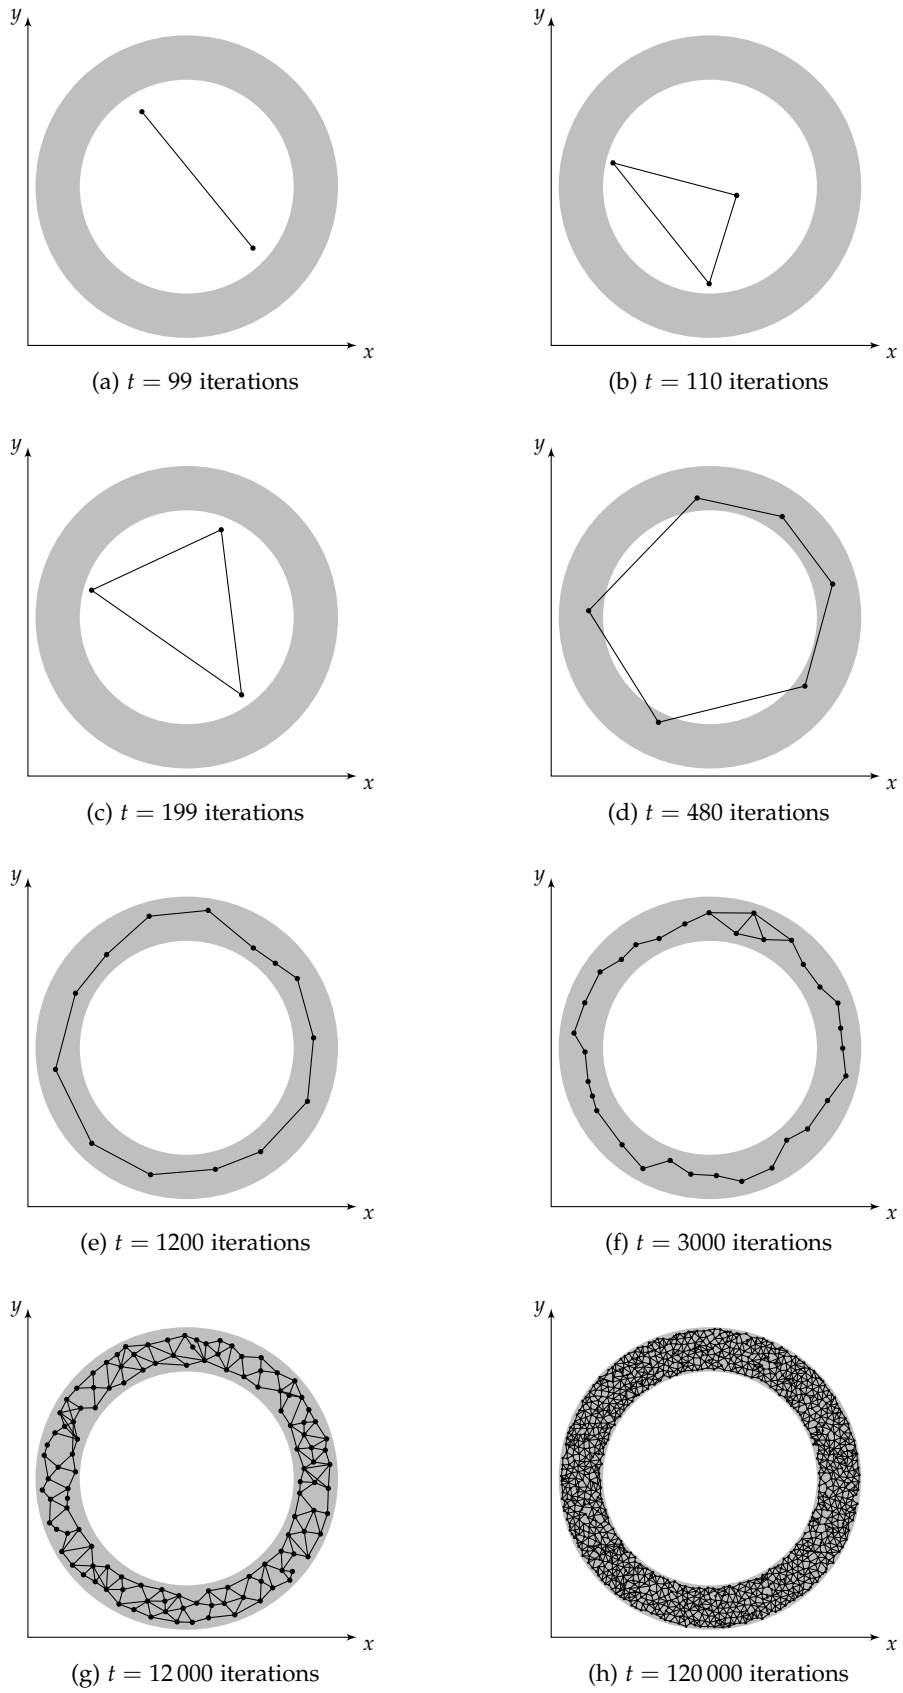 y
y
x
x
(a) t = 99 iterations
(b) t = 110 iterations
y
y
x
x
(c) t = 199 iterations
(d) t = 480 iterations
y
y
x
x
(e) t = 1200 iterations
(f) t = 3000 iterations
y
y
x
x
(g) t = 12 000 iterations
(h) t = 120 000 iterations